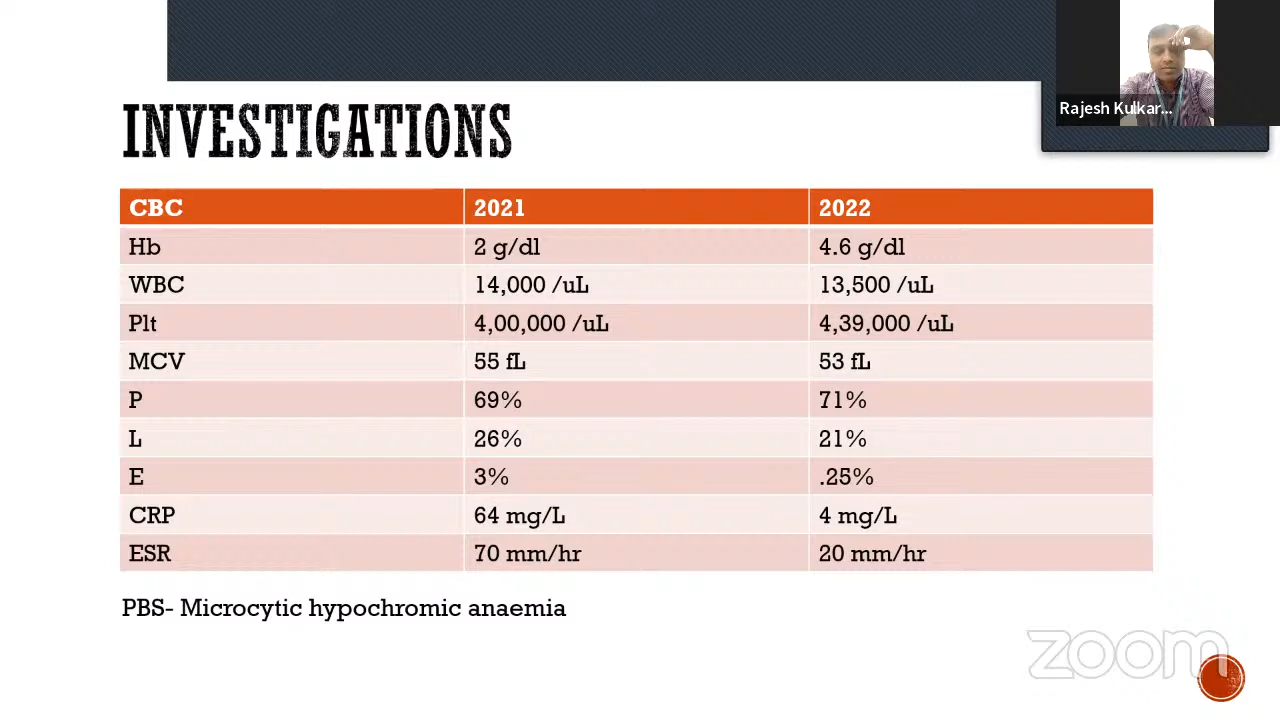 Rajesh Kulkar...
INVESTIGATIONS
CBC 2021 2022
Hb 2 g/dl 4.6 g/dl
WBC 14,000 /uL 13,500 /uL
Plt 4,00,000 /uL 4,39,000 /uL
MCV 55 fL 53 fL
P 69% 71%
L 26% 21%
E 3% .25%
CRP 64 mg/L 4 mg/L
ESR 70 mm/hr 20 mm/hr
PBS- Microcytic hypochromic anaemia
zoom